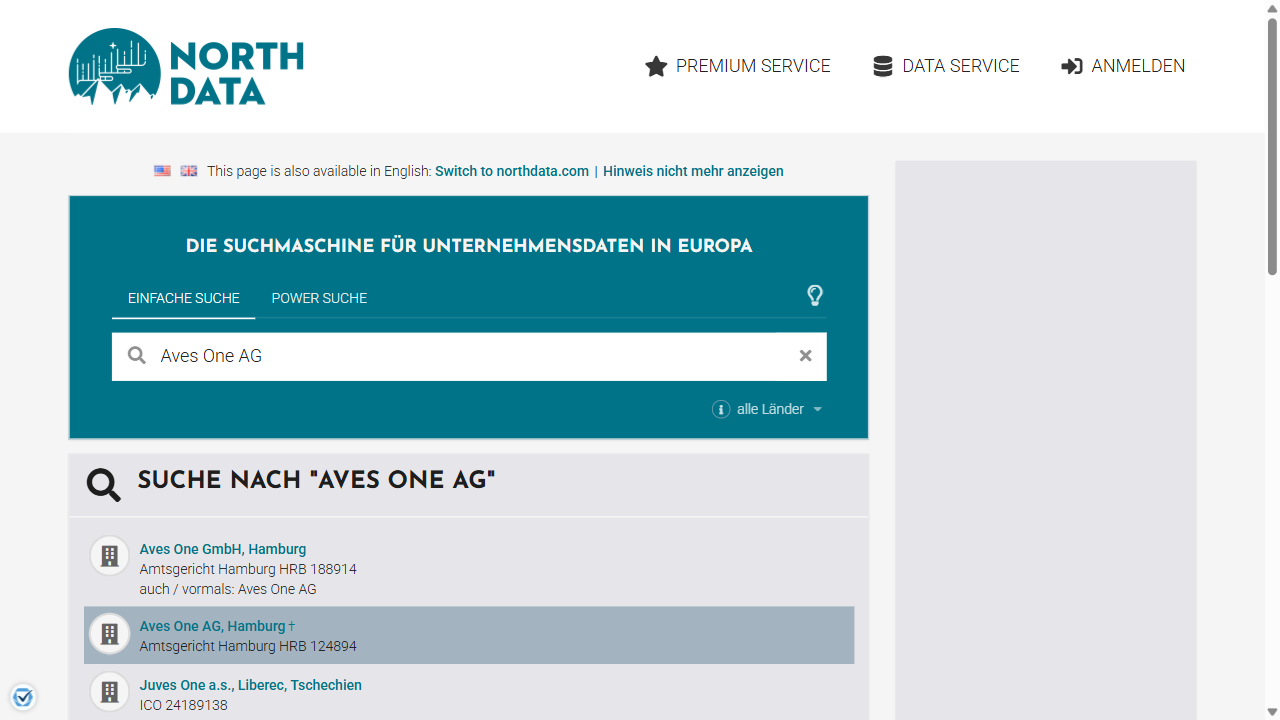 NORTH
DATA
PREMIUM SERVICE
DATA SERVICE
ANMELDEN
This page is also available in English: Switch to northdata.com | Hinweis nicht mehr anzeigen
DIE SUCHMASCHINE FÜR UNTERNEHMENSDATEN IN EUROPA
EINFACHE SUCHE
POWER SUCHE
Aves One AG
alle Länder
SUCHE NACH "AVES ONE AG"
Aves One GmbH, Hamburg
Amtsgericht Hamburg HRB 188914
auch / vormals: Aves One AG
Aves One AG, Hamburg †
Amtsgericht Hamburg HRB 124894
Juves One a.s., Liberec, Tschechien
ICO 24189138